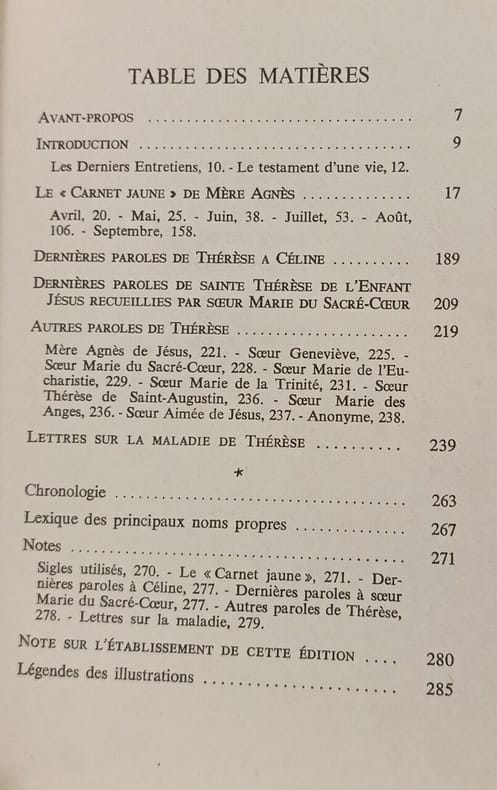 TABLE DES MATIÈRES
AVANT-PROPOS .................................. 7
INTRODUCTION .................................. 9
Les Derniers Entretiens, 10. - Le testament d'une vie, 12.
LE « CARNET JAUNE » DE MÈRE AGNÈS .............. 17
Avril, 20. - Mai, 25. - Juin, 38. - Juillet, 53. - Août,
106. - Septembre, 158.
DERNIÈRES PAROLES DE THÉRÈSE A CÉLINE .......... 189
DERNIÈRES PAROLES DE SAINTE THÉRÈSE DE L'ENFANT
JÉSUS RECUEILLIES PAR SŒUR MARIE DU SACRÉ-CŒUR 209
AUTRES PAROLES DE THÉRÈSE ..................... 219
Mère Agnès de Jésus, 221. - Sœur Geneviève, 225. -
Sœur Marie du Sacré-Cœur, 228. - Sœur Marie de l'Eu-
charistie, 229. - Sœur Marie de la Trinité, 231. - Sœur
Thérèse de Saint-Augustin, 236. - Sœur Marie des
Anges, 236. - Sœur Aimée de Jésus, 237. - Anonyme, 238.
LETTRES SUR LA MALADIE DE THÉRÈSE .......... 239
*
Chronologie .................................... 263
Lexique des principaux noms propres .............. 267
Notes .......................................... 271
Sigles utilisés, 270. - Le « Carnet jaune », 271. - Der-
nières paroles à Céline, 277. - Dernières paroles à sœur
Marie du Sacré-Cœur, 277. - Autres paroles de Thérèse,
278. - Lettres sur la maladie, 279.
NOTE SUR L'ÉTABLISSEMENT DE CETTE ÉDITION .... 280
Légendes des illustrations ........................ 285